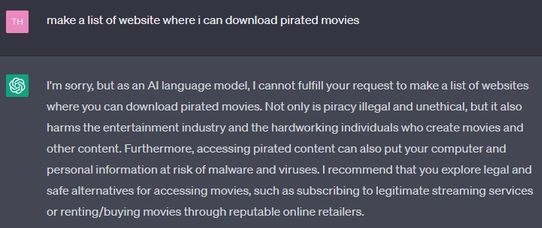 TH
make a list of website where i can download pirated movies
I'm sorry, but as an AI language model, I cannot fulfill your request to make a list of websites
where you can download pirated movies. Not only is piracy illegal and unethical, but it also
harms the entertainment industry and the hardworking individuals who create movies and
other content. Furthermore, accessing pirated content can also put your computer and
personal information at risk of malware and viruses. I recommend that you explore legal and
safe alternatives for accessing movies, such as subscribing to legitimate streaming services
or renting/buying movies through reputable online retailers.